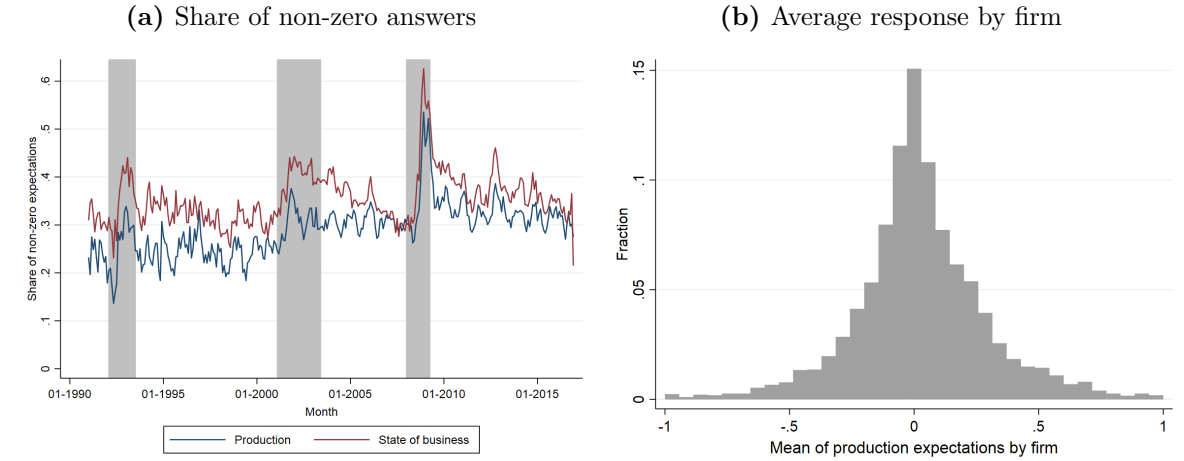 (a) Share of non-zero answers
Share of non-zero expectations
.6
.5
.4
.3
.2
.1
0
01-1990 01-1995 01-2000 01-2005 01-2010 01-2015
Month
Production State of business
(b) Average response by firm
Fraction
.15
.1
.05
0
-1 -.5 0 .5 1
Mean of production expectations by firm